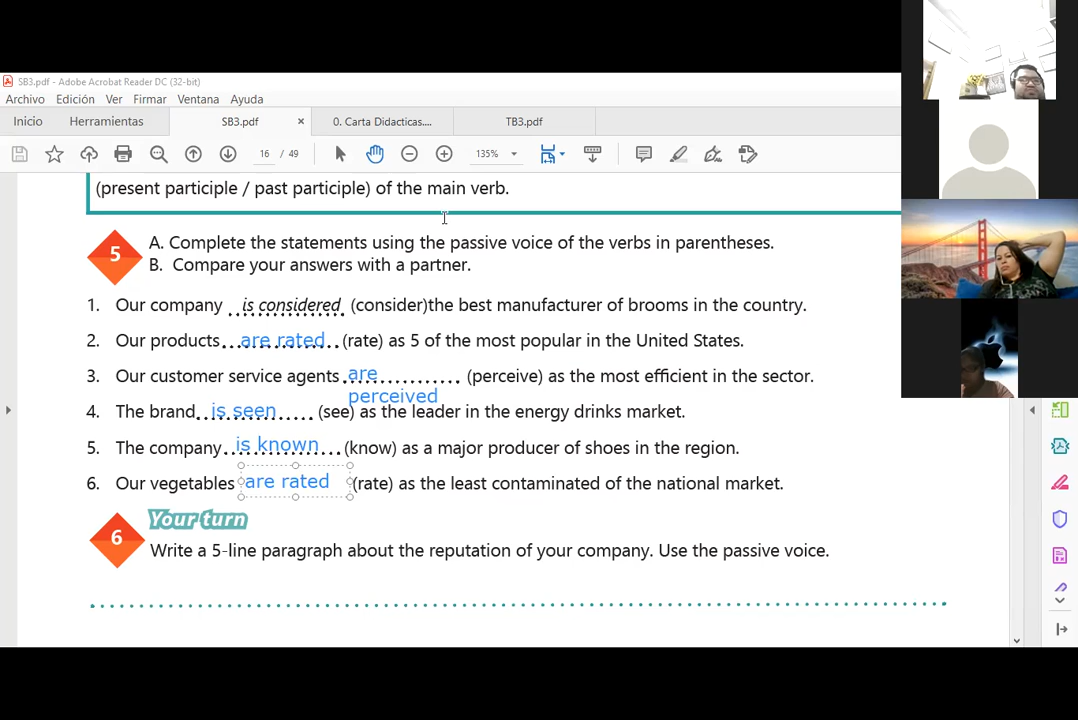 SB3.pdf - Adobe Acrobat Reader DC (32-bit)
Archivo Edición Ver Firmar Ventana Ayuda
Inicio Herramientas SB3.pdf × 0. Carta Didacticas.... TB3.pdf
16 / 49 135%
(present participle / past participle) of the main verb.
5 A. Complete the statements using the passive voice of the verbs in parentheses.
B. Compare your answers with a partner.
1. Our company ..is considered. (consider)the best manufacturer of brooms in the country.
2. Our products...are rated...(rate) as 5 of the most popular in the United States.
3. Our customer service agents.are.............. (perceive) as the most efficient in the sector.
perceived
4. The brand..is seen...... (see) as the leader in the energy drinks market.
5. The company..is known...(know) as a major producer of shoes in the region.
6. Our vegetables are rated (rate) as the least contaminated of the national market.
Your turn
6 Write a 5-line paragraph about the reputation of your company. Use the passive voice.